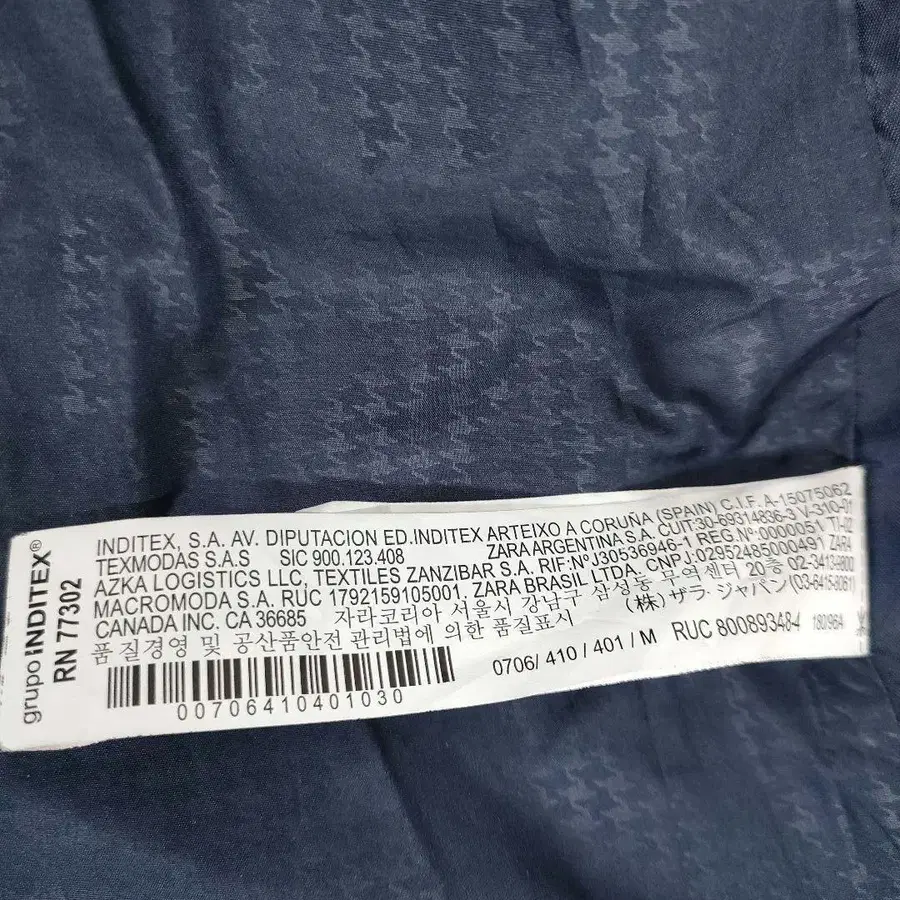 grupo INDITEX®
RN 77302
INDITEX, S.A. AV. DIPUTACION ED.INDITEX ARTEIXO A CORUÑA (SPAIN) C.I.F. A-15075062
TEXMODAS S.A.S SIC 900.123.408 ZARA ARGENTINA S.A. CUIT:30-69314836-3 V-310-01
AZKA LOGISTICS LLC, TEXTILES ZANZIBAR S.A. RIF:Nº J30536946-1 REG.Nº:0000051 TI-02
MACROMODA S.A. RUC 1792159105001, ZARA BRASIL LTDA. CNPJ:02952485000491 ZARA
CANADA INC. CA 36685 자라코리아 서울시 강남구 삼성동 무역센터 20층 02-3413-9800
품 질경영 및 공산품안전 관리법에 의한 품질표시 (株) ザラ・ジャパン (03-6415-8061)
0706/ 410 / 401 / M RUC 800893484 180964
00706410401030